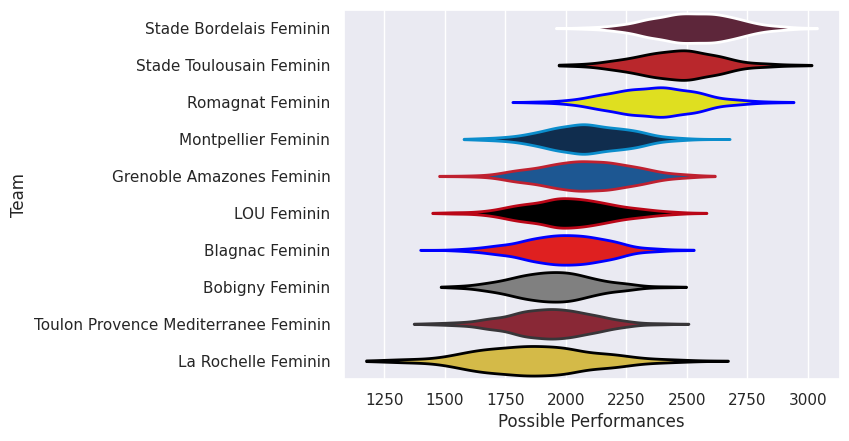 Stade Bordelais Feminin
Stade Toulousain Feminin
Romagnat Feminin
Montpellier Feminin
Grenoble Amazones Feminin
LOU Feminin
Blagnac Feminin
Bobigny Feminin
Toulon Provence Mediterranee Feminin
La Rochelle Feminin
Team
1250 1500 1750 2000 2250 2500 2750 3000
Possible Performances